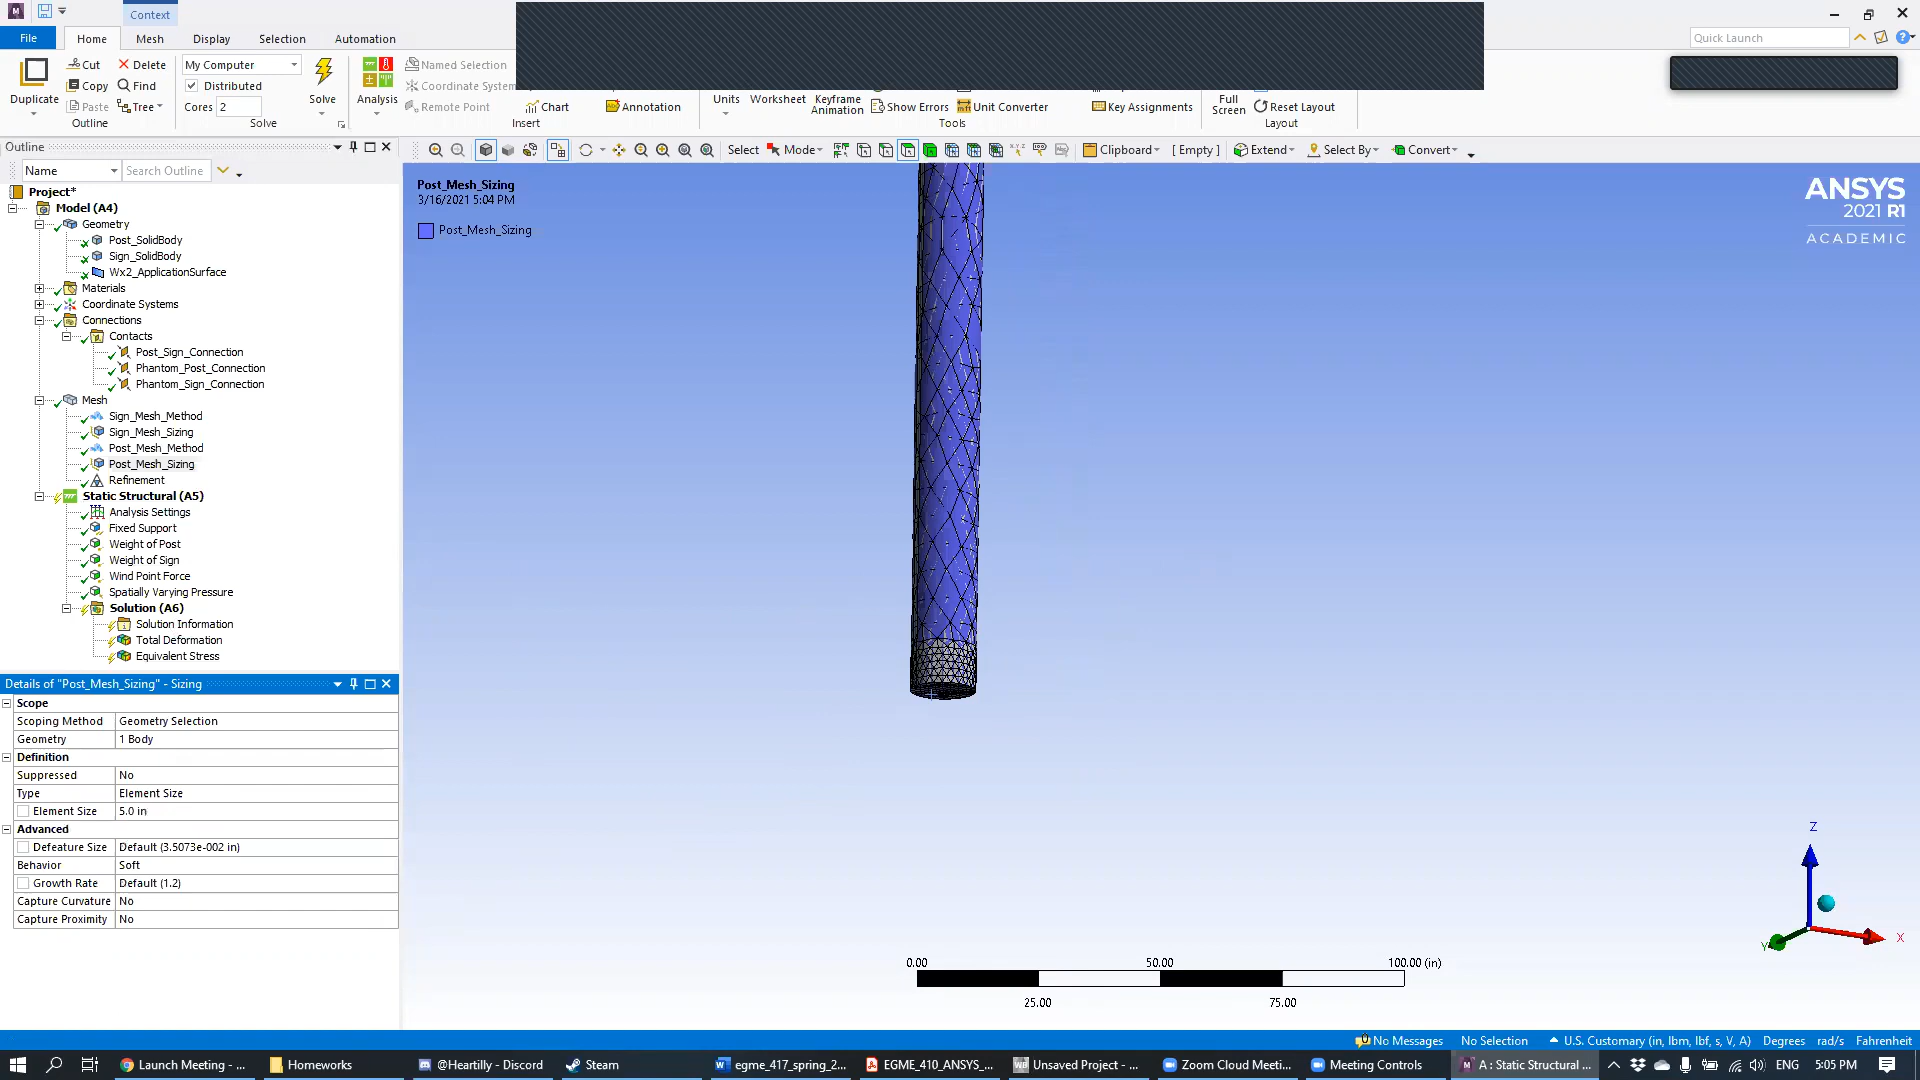 Context
File
Home
Mesh
Display
Selection
Automation
Quick Launch
Duplicate
Cut
Copy
Paste
Delete
Find
Tree
Outline
My Computer
Distributed
Cores 2
Solve
Solve
Analysis
Named Selection
Coordinate System
Remote Point
Chart
Annotation
Insert
Units
Worksheet
Keyframe
Animation
Show Errors
Unit Converter
Key Assignments
Tools
Full
Screen
Reset Layout
Layout
Outline
Name
Search Outline
Select
Mode
Clipboard
[ Empty ]
Extend
Select By
Convert
Project*
Model (A4)
Geometry
Post_SolidBody
Sign_SolidBody
Wx2_ApplicationSurface
Materials
Coordinate Systems
Connections
Contacts
Post_Sign_Connection
Phantom_Post_Connection
Phantom_Sign_Connection
Mesh
Sign_Mesh_Method
Sign_Mesh_Sizing
Post_Mesh_Method
Post_Mesh_Sizing
Refinement
Static Structural (A5)
Analysis Settings
Fixed Support
Weight of Post
Weight of Sign
Wind Point Force
Spatially Varying Pressure
Solution (A6)
Solution Information
Total Deformation
Equivalent Stress
Details of "Post_Mesh_Sizing" - Sizing
Scope
Scoping Method Geometry Selection
Geometry 1 Body
Definition
Suppressed No
Type Element Size
Element Size 5.0 in
Advanced
Defeature Size Default (3.5073e-002 in)
Behavior Soft
Growth Rate Default (1.2)
Capture Curvature No
Capture Proximity No
Post_Mesh_Sizing
3/16/2021 5:04 PM
Post_Mesh_Sizing
ANSYS
2021 R1
ACADEMIC
Z
X
Y
0.00 50.00 100.00 (in)
25.00 75.00
No Messages No Selection U.S. Customary (in, lbm, lbf, s, V, A) Degrees rad/s Fahrenheit
Launch Meeting - ...
Homeworks
@Heartilly - Discord
Steam
egme_417_spring_2...
EGME_410_ANSYS_...
Unsaved Project - ...
Zoom Cloud Meeti...
Meeting Controls
A : Static Structural ...
ENG
5:05 PM